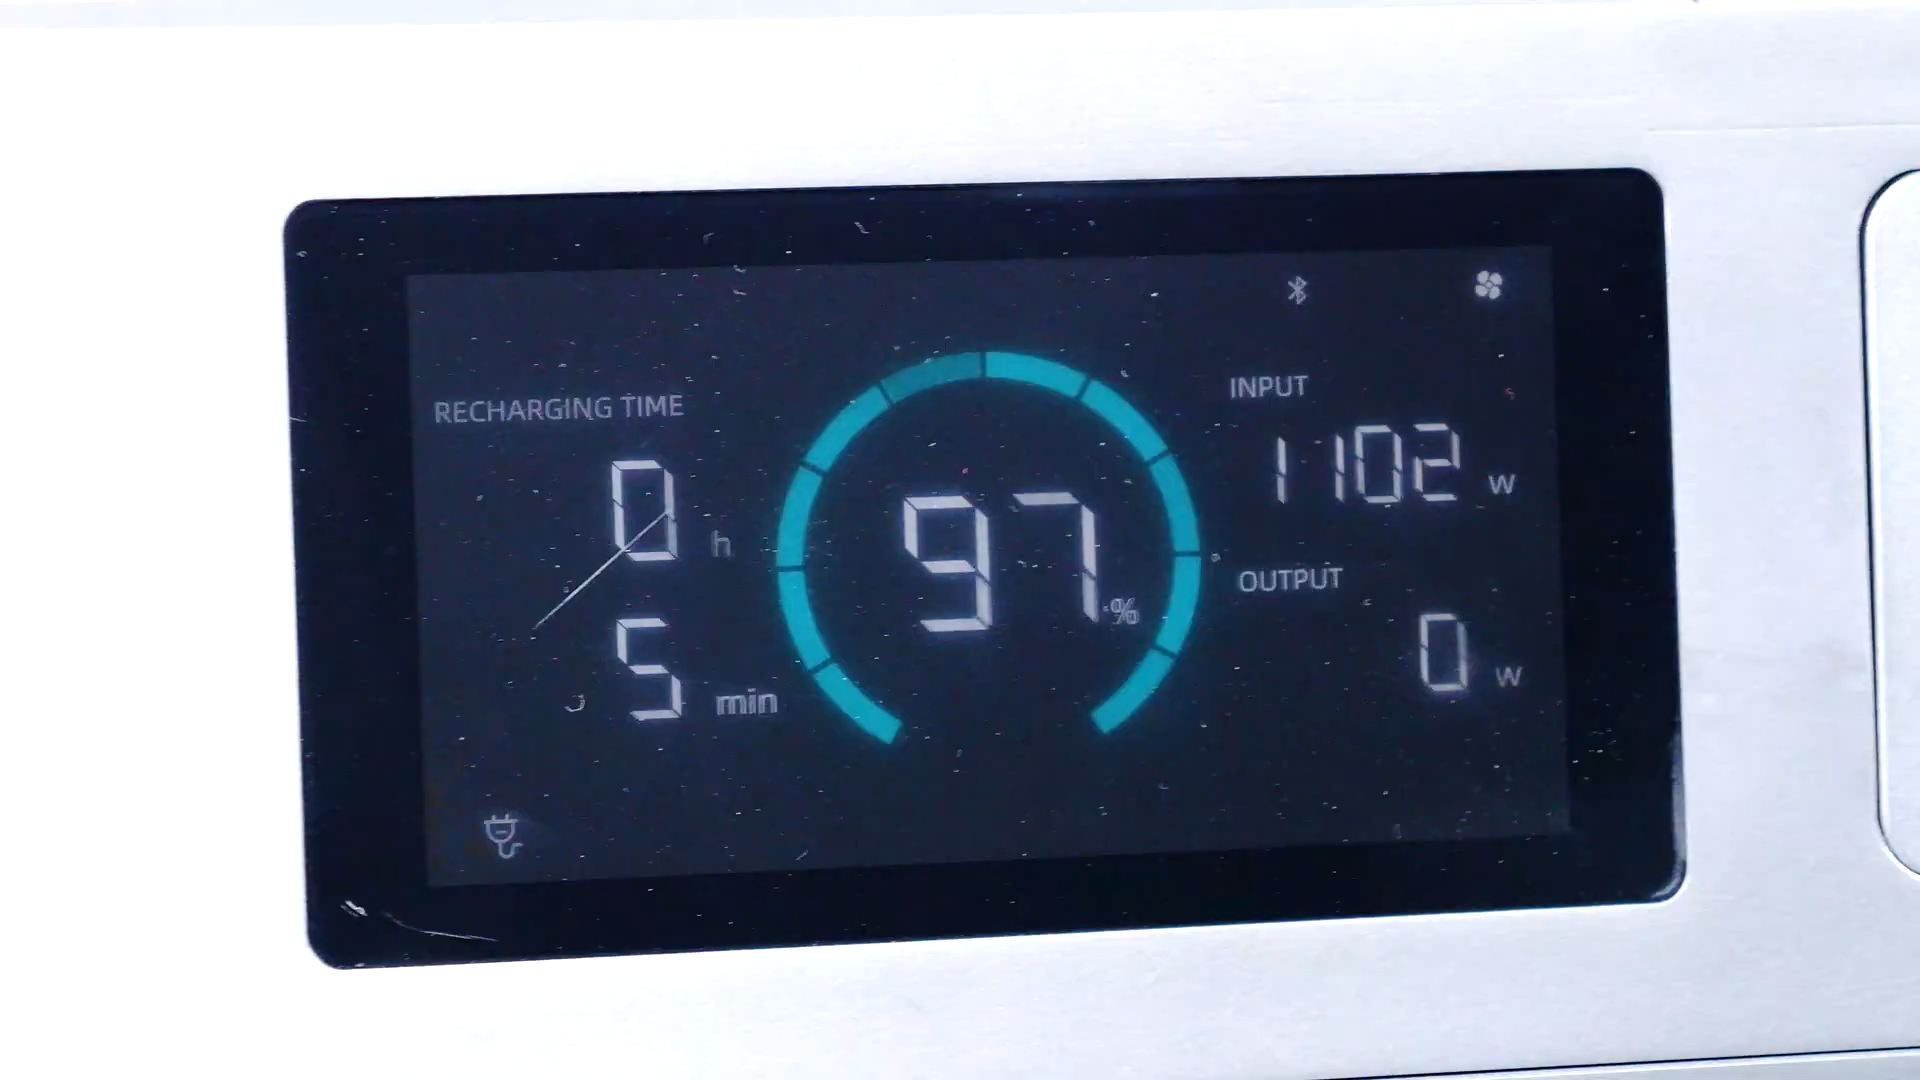 RECHARGING TIME
0 h
5 min
97 %
INPUT
1102 W
OUTPUT
0 W